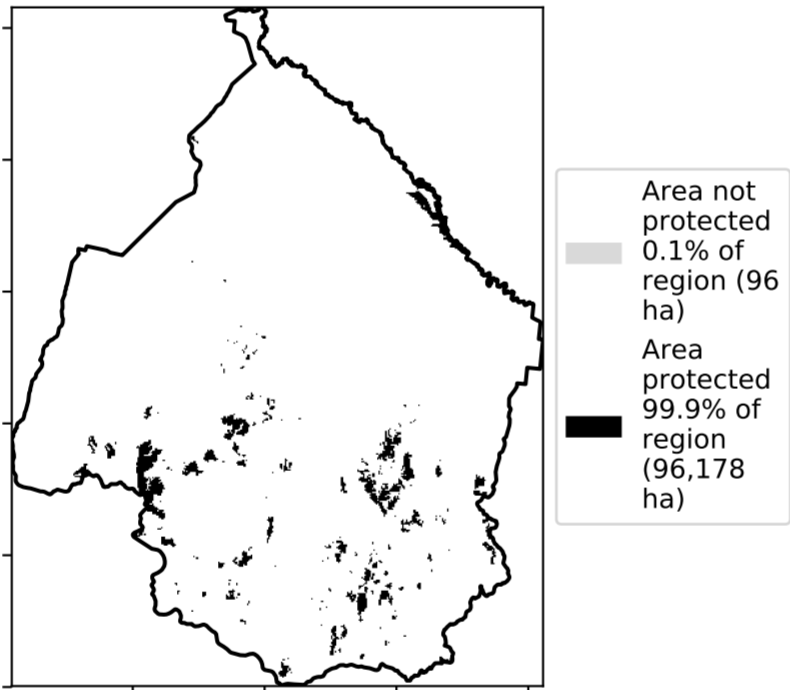 Area not
protected
0.1% of
region (96
ha)
Area
protected
99.9% of
region
(96,178
ha)